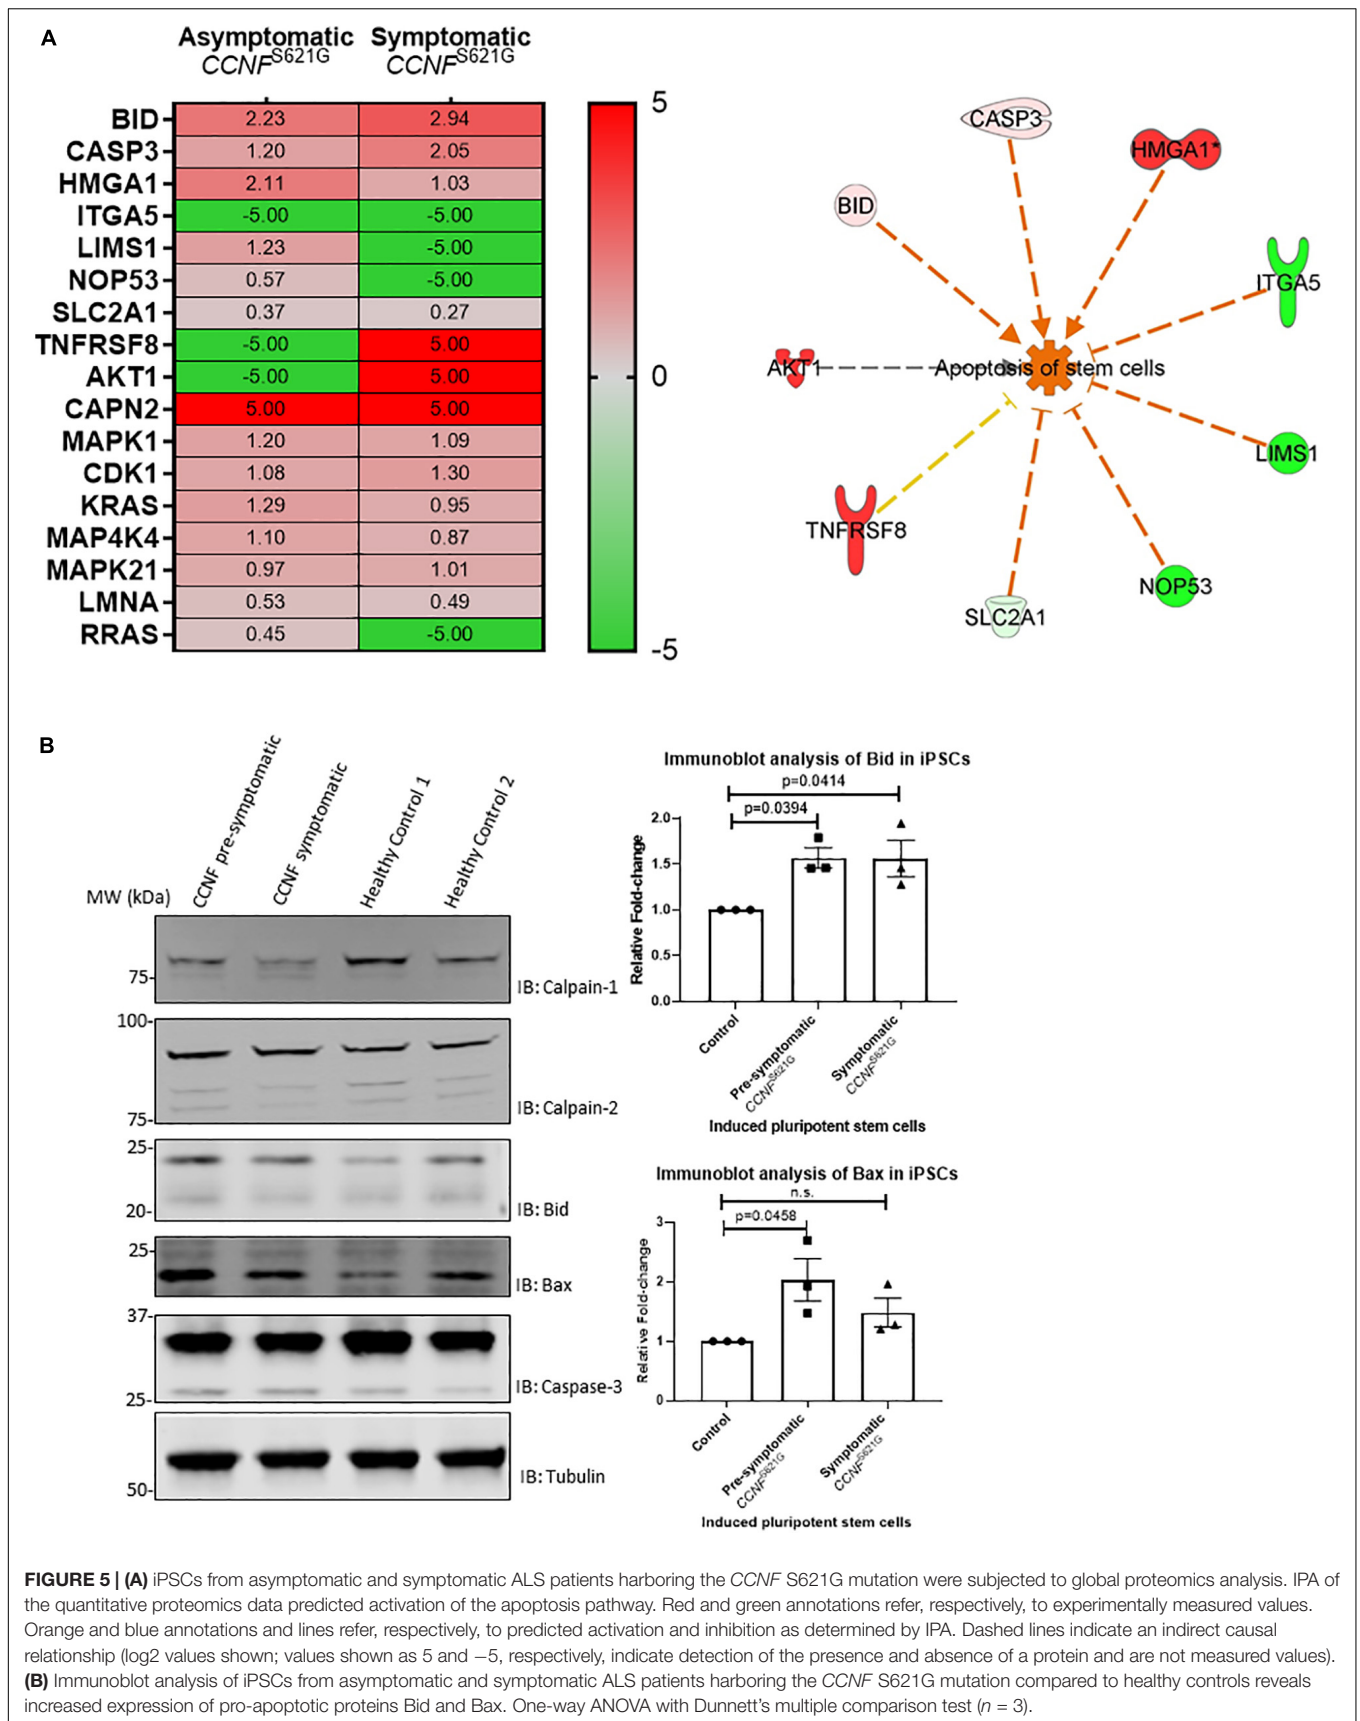 A
Asymptomatic Symptomatic
CCNF^S621G CCNF^S621G
BID 2.23 2.94
CASP3 1.20 2.05
HMGA1 2.11 1.03
ITGA5 -5.00 -5.00
LIMS1 1.23 -5.00
NOP53 0.57 -5.00
SLC2A1 0.37 0.27
TNFRSF8 -5.00 5.00
AKT1 -5.00 5.00
CAPN2 5.00 5.00
MAPK1 1.20 1.09
CDK1 1.08 1.30
KRAS 1.29 0.95
MAP4K4 1.10 0.87
MAPK21 0.97 1.01
LMNA 0.53 0.49
RRAS 0.45 -5.00
5
0
-5
CASP3
HMGA1*
BID
ITGA5
AKT1
Apoptosis of stem cells
LIMS1
TNFRSF8
NOP53
SLC2A1
B
CCNF pre-symptomatic
CCNF symptomatic
Healthy Control 1
Healthy Control 2
MW (kDa)
75-
IB: Calpain-1
100-
75-
IB: Calpain-2
25-
20-
IB: Bid
25-
IB: Bax
37-
25-
IB: Caspase-3
50-
IB: Tubulin
Immunoblot analysis of Bid in iPSCs
p=0.0414
p=0.0394
Relative Fold-change
2.0
1.5
1.0
0.5
0.0
Control
Pre-symptomatic
CCNF^S621G
Symptomatic
CCNF^S621G
Induced pluripotent stem cells
Immunoblot analysis of Bax in iPSCs
n.s.
p=0.0458
Relative Fold-change
3
2
1
0
Control
Pre-symptomatic
CCNF^S621G
Symptomatic
CCNF^S621G
Induced pluripotent stem cells
FIGURE 5 | (A) iPSCs from asymptomatic and symptomatic ALS patients harboring the CCNF S621G mutation were subjected to global proteomics analysis. IPA of
the quantitative proteomics data predicted activation of the apoptosis pathway. Red and green annotations refer, respectively, to experimentally measured values.
Orange and blue annotations and lines refer, respectively, to predicted activation and inhibition as determined by IPA. Dashed lines indicate an indirect causal
relationship (log2 values shown; values shown as 5 and −5, respectively, indicate detection of the presence and absence of a protein and are not measured values).
(B) Immunoblot analysis of iPSCs from asymptomatic and symptomatic ALS patients harboring the CCNF S621G mutation compared to healthy controls reveals
increased expression of pro-apoptotic proteins Bid and Bax. One-way ANOVA with Dunnett's multiple comparison test (n = 3).